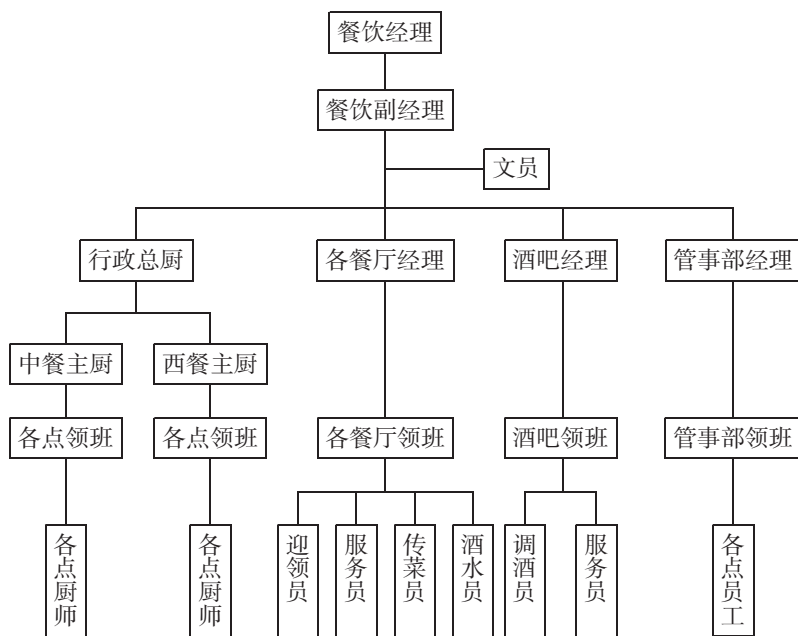 餐饮经理
餐饮副经理
文员
行政总厨
各餐厅经理
酒吧经理
管事部经理
中餐主厨
西餐主厨
各点领班
各点领班
各餐厅领班
酒吧领班
管事部领班
各点厨师
各点厨师
迎领员
服务员
传菜员
酒水员
调酒员
服务员
各点员工